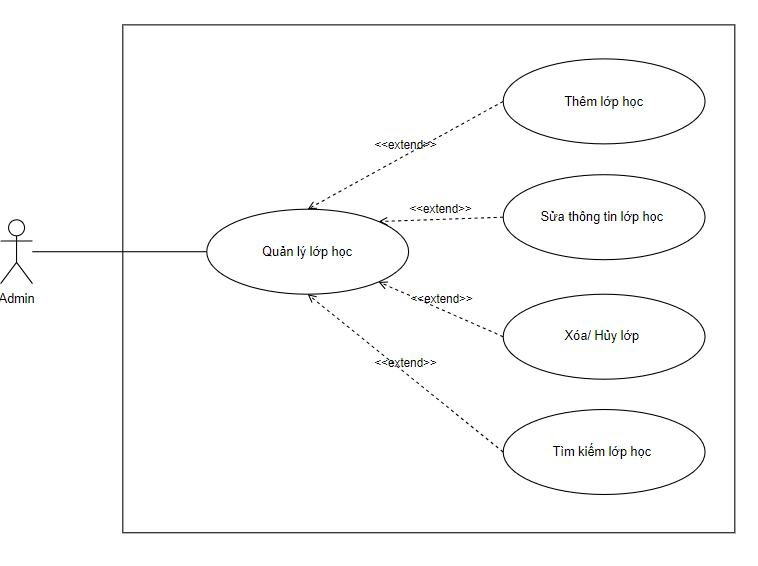 Thêm lớp học
<<extend>>
Sửa thông tin lớp học
<<extend>>
Quản lý lớp học
Admin
<<extend>>
Xóa/ Hủy lớp
<<extend>>
Tìm kiếm lớp học